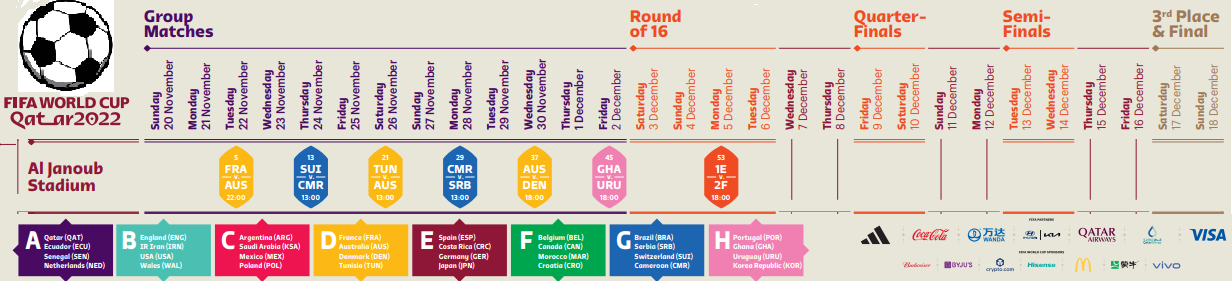 Group
Matches
Round
of 16
Quarter-
Finals
Semi-
Finals
3rd Place
& Final
FIFA WORLD CUP
Qatar2022
Sunday
20 November
Monday
21 November
Tuesday
22 November
Wednesday
23 November
Thursday
24 November
Friday
25 November
Saturday
26 November
Sunday
27 November
Monday
28 November
Tuesday
29 November
Wednesday
30 November
Thursday
1 December
Friday
2 December
Saturday
3 December
Sunday
4 December
Monday
5 December
Tuesday
6 December
Wednesday
7 December
Thursday
8 December
Friday
9 December
Saturday
10 December
Sunday
11 December
Monday
12 December
Tuesday
13 December
Wednesday
14 December
Thursday
15 December
Friday
16 December
Saturday
17 December
Sunday
18 December
Al Janoub
Stadium
5
FRA
v
AUS
22:00
13
SUI
v
CMR
13:00
21
TUN
v
AUS
13:00
29
CMR
v
SRB
13:00
37
AUS
v
DEN
18:00
45
GHA
v
URU
18:00
53
1E
v
2F
18:00
A
Qatar (QAT)
Ecuador (ECU)
Senegal (SEN)
Netherlands (NED)
B
England (ENG)
IR Iran (IRN)
USA (USA)
Wales (WAL)
C
Argentina (ARG)
Saudi Arabia (KSA)
Mexico (MEX)
Poland (POL)
D
France (FRA)
Australia (AUS)
Denmark (DEN)
Tunisia (TUN)
E
Spain (ESP)
Costa Rica (CRC)
Germany (GER)
Japan (JPN)
F
Belgium (BEL)
Canada (CAN)
Morocco (MAR)
Croatia (CRO)
G
Brazil (BRA)
Serbia (SRB)
Switzerland (SUI)
Cameroon (CMR)
H
Portugal (POR)
Ghana (GHA)
Uruguay (URU)
Korea Republic (KOR)
FIFA PARTNERS
adidas
Coca-Cola
万达
WANDA
HYUNDAI
KIA
QATAR
AIRWAYS
VISA
FIFA WORLD CUP SPONSORS
Budweiser
BYJU'S
crypto.com
Hisense
蒙牛
vivo